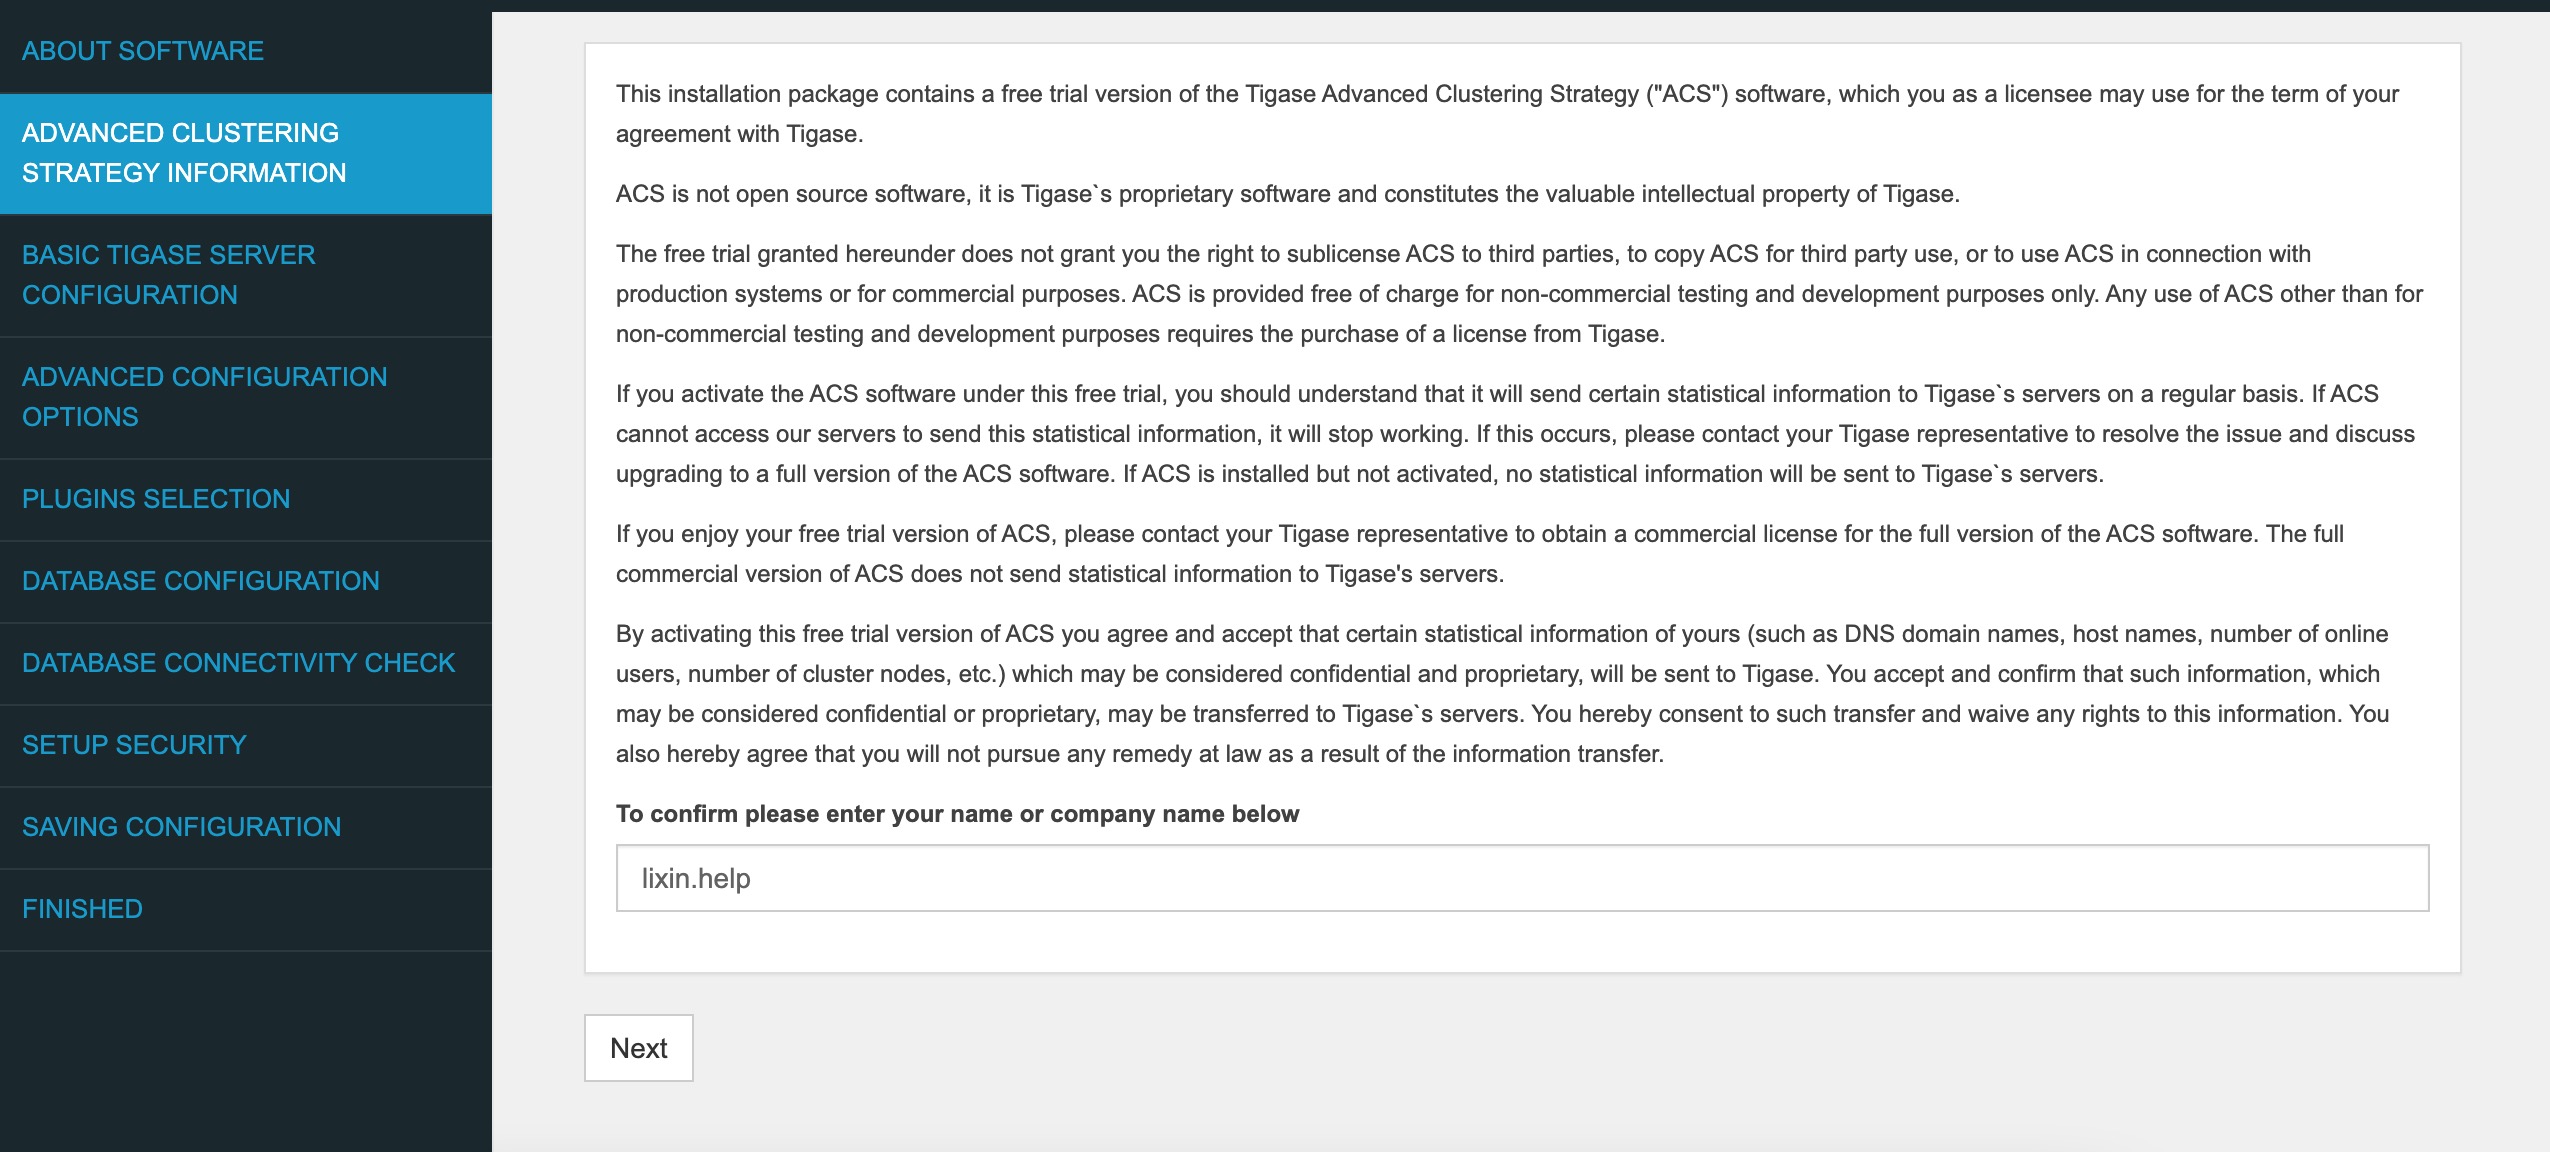 ABOUT SOFTWARE
ADVANCED CLUSTERING
STRATEGY INFORMATION
BASIC TIGASE SERVER
CONFIGURATION
ADVANCED CONFIGURATION
OPTIONS
PLUGINS SELECTION
DATABASE CONFIGURATION
DATABASE CONNECTIVITY CHECK
SETUP SECURITY
SAVING CONFIGURATION
FINISHED
This installation package contains a free trial version of the Tigase Advanced Clustering Strategy ("ACS") software, which you as a licensee may use for the term of your
agreement with Tigase.
ACS is not open source software, it is Tigase`s proprietary software and constitutes the valuable intellectual property of Tigase.
The free trial granted hereunder does not grant you the right to sublicense ACS to third parties, to copy ACS for third party use, or to use ACS in connection with
production systems or for commercial purposes. ACS is provided free of charge for non-commercial testing and development purposes only. Any use of ACS other than for
non-commercial testing and development purposes requires the purchase of a license from Tigase.
If you activate the ACS software under this free trial, you should understand that it will send certain statistical information to Tigase`s servers on a regular basis. If ACS
cannot access our servers to send this statistical information, it will stop working. If this occurs, please contact your Tigase representative to resolve the issue and discuss
upgrading to a full version of the ACS software. If ACS is installed but not activated, no statistical information will be sent to Tigase`s servers.
If you enjoy your free trial version of ACS, please contact your Tigase representative to obtain a commercial license for the full version of the ACS software. The full
commercial version of ACS does not send statistical information to Tigase's servers.
By activating this free trial version of ACS you agree and accept that certain statistical information of yours (such as DNS domain names, host names, number of online
users, number of cluster nodes, etc.) which may be considered confidential and proprietary, will be sent to Tigase. You accept and confirm that such information, which
may be considered confidential or proprietary, may be transferred to Tigase`s servers. You hereby consent to such transfer and waive any rights to this information. You
also hereby agree that you will not pursue any remedy at law as a result of the information transfer.
To confirm please enter your name or company name below
lixin.help
Next